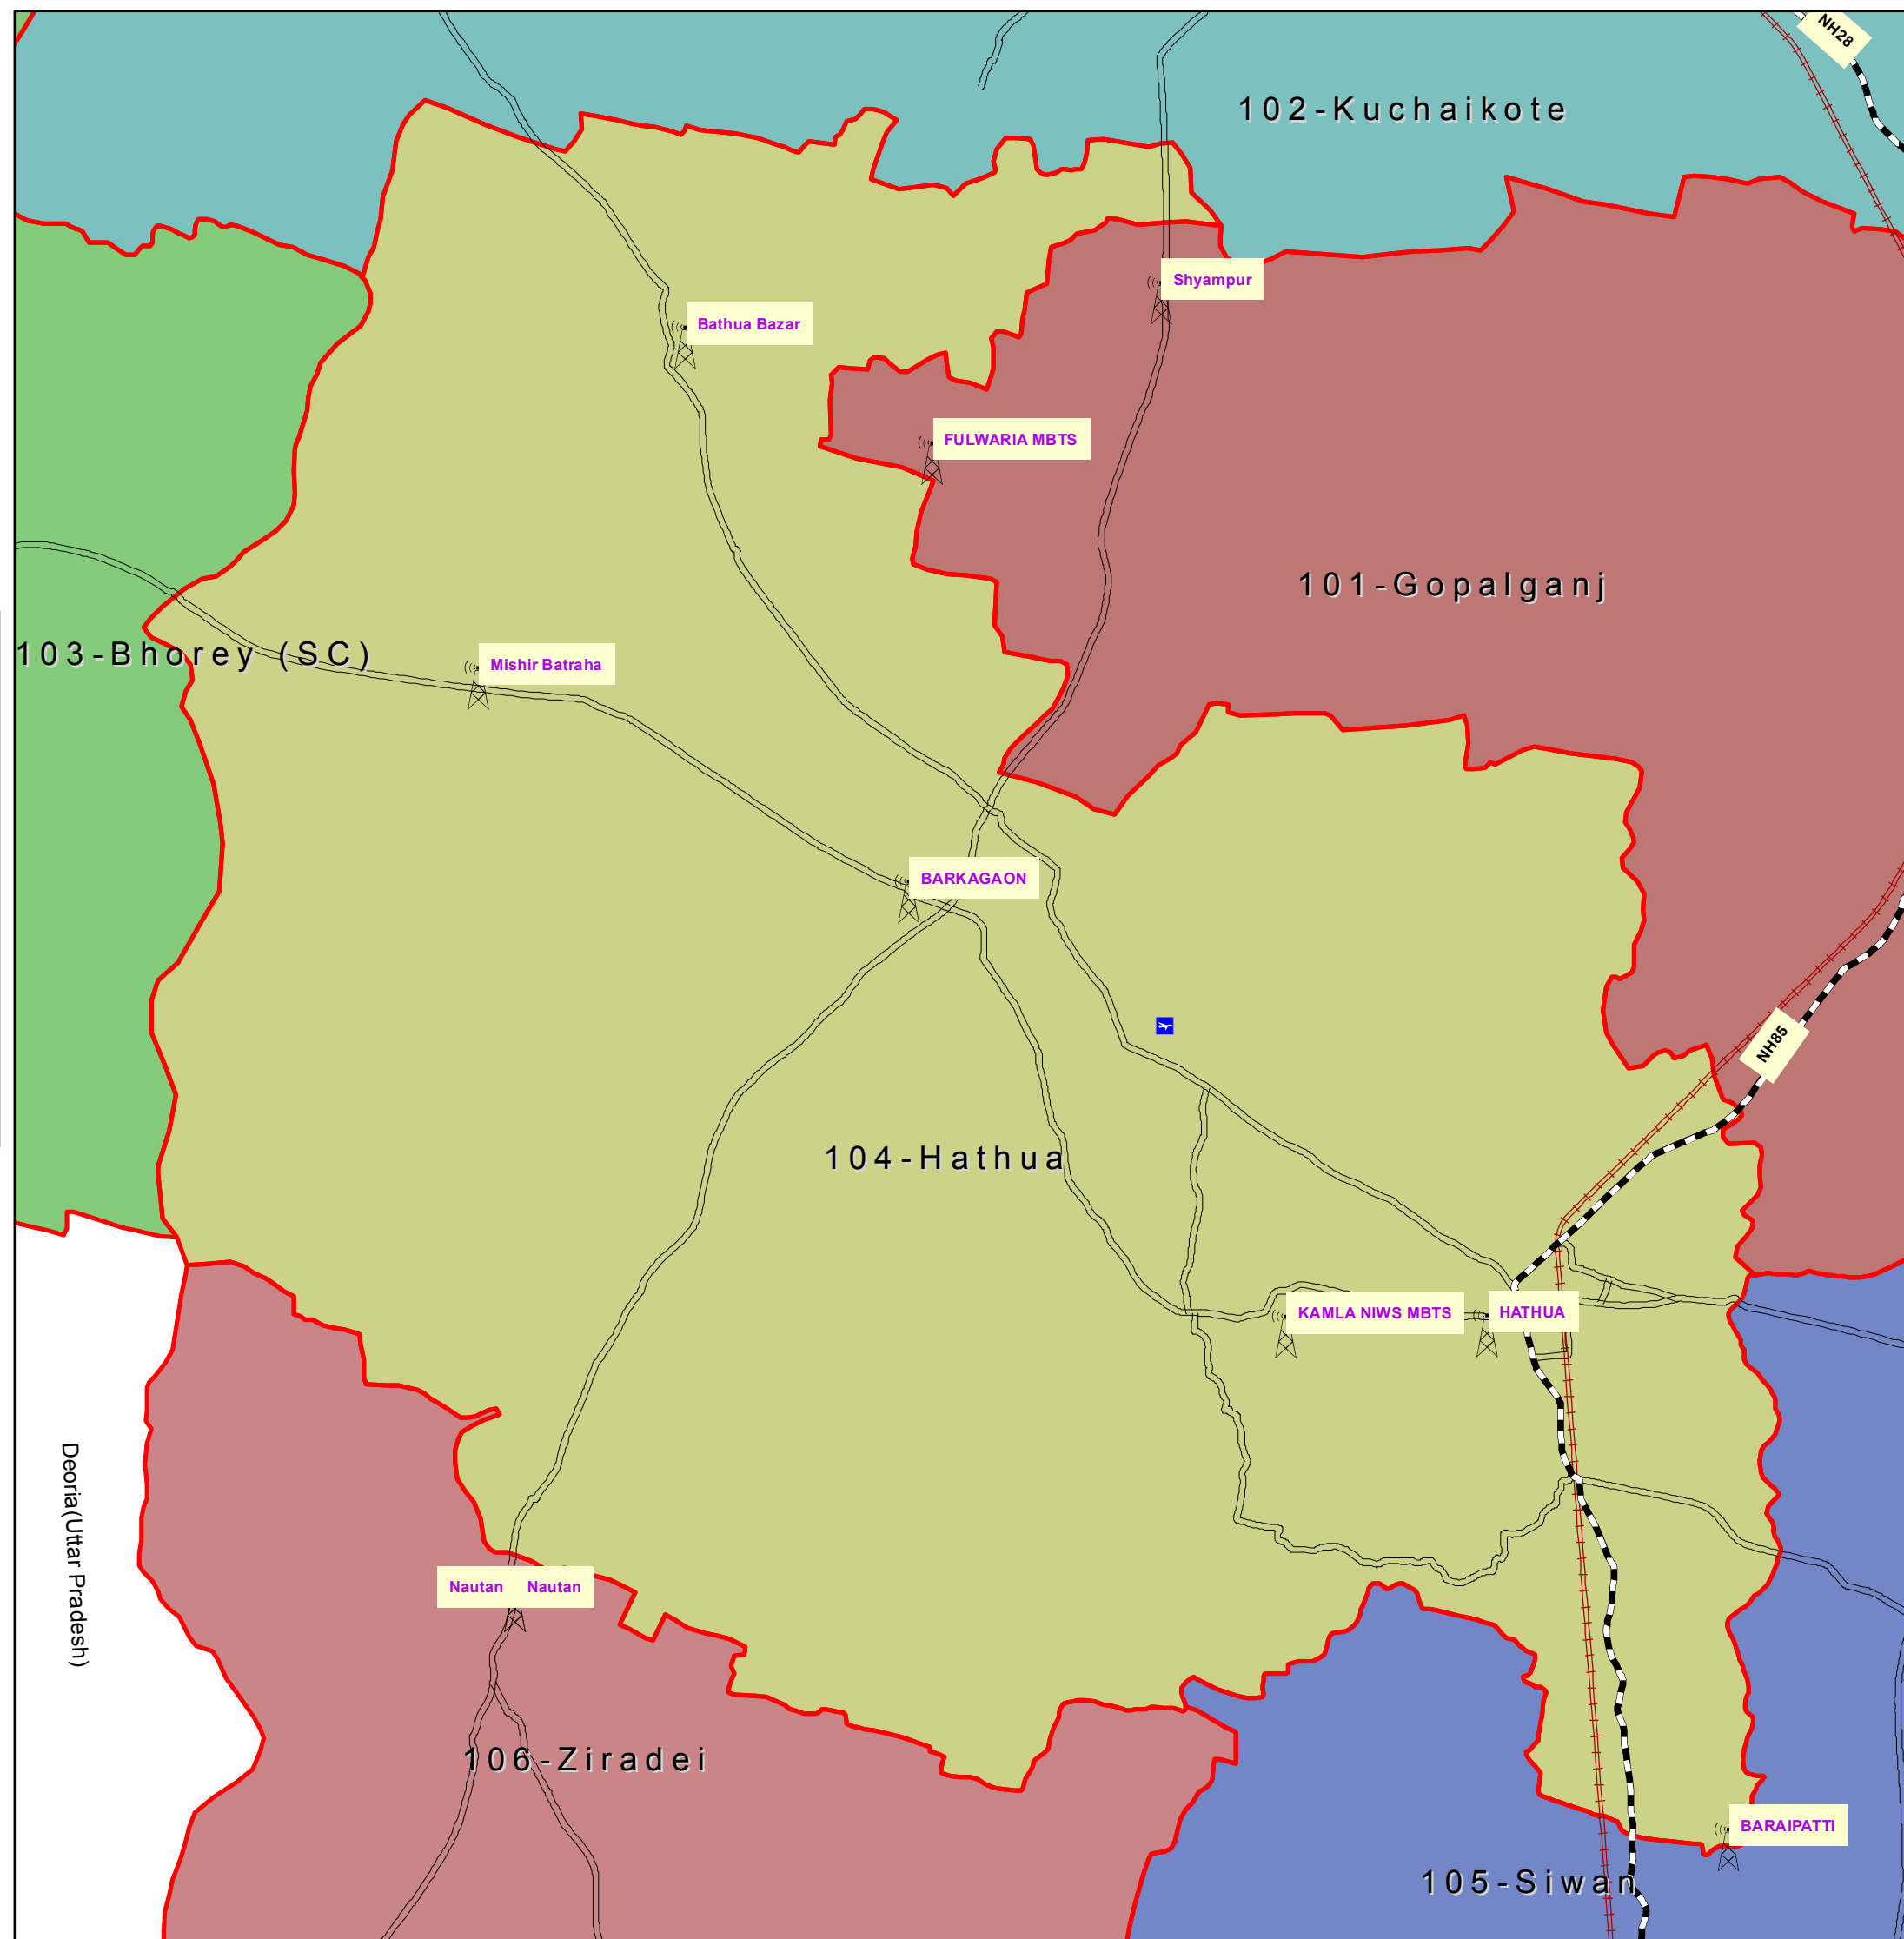 NH28
102-Kuchaikote
Shyampur
Bathua Bazar
FULWARIA MBTS
101-Gopalganj
103-Bhorey (SC)
Mishir Batraha
BARKAGAON
NH85
104-Hathua
KAMLA NIWS MBTS
HATHUA
Deoria(Uttar Pradesh)
Nautan Nautan
106-Ziradei
BARAIPATTI
105-Siwan